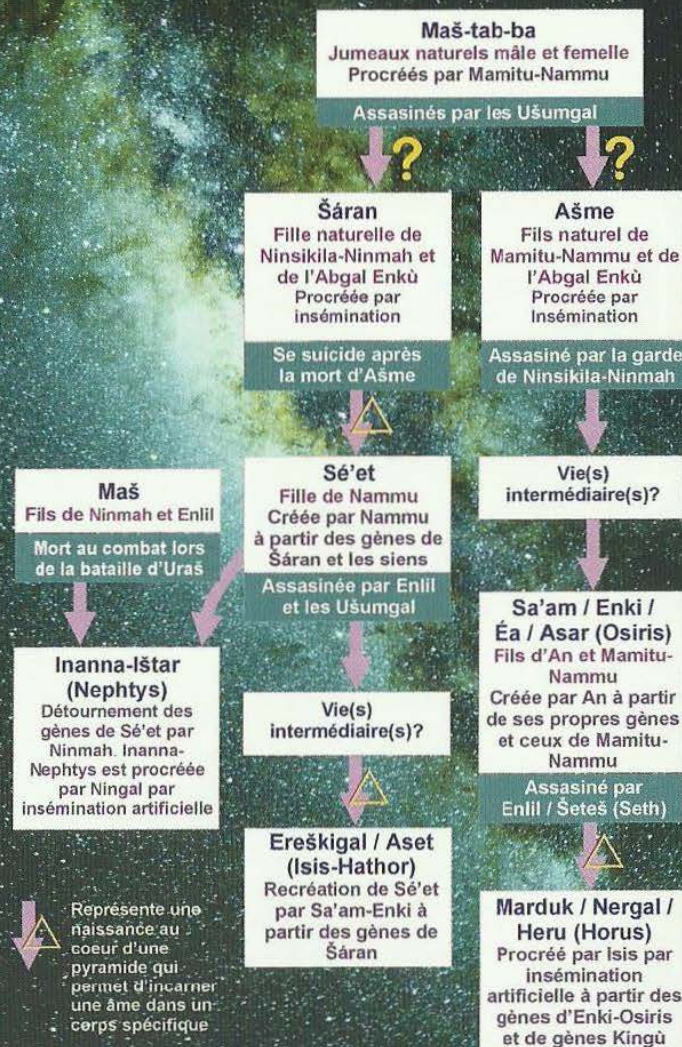 Maš-tab-ba
Jumeaux naturels mâle et femelle
Procréés par Mamitu-Nammu
Assasinés par les Ušumgal
?
?
Šáran
Fille naturelle de
Ninsikila-Ninmah et
de l'Abgal Enkù
Procréée par
insémination
Se suicide après
la mort d'Ašme
Ašme
Fils naturel de
Mamitu-Nammu et de
l'Abgal Enkù
Procréée par
Insémination
Assasiné par la garde
de Ninsikila-Ninmah
Maš
Fils de Ninmah et Enlil
Mort au combat lors
de la bataille d'Uraš
Sé'et
Fille de Nammu
Créée par Nammu
à partir des gènes de
Šáran et les siens
Assasinée par Enlil
et les Ušumgal
Vie(s)
intermédiaire(s)?
Inanna-Ištar
(Nephtys)
Détournement des
gènes de Sé'et par
Ninmah. Inanna-
Nephtys est procréée
par Ningal par
insémination artificielle
Vie(s)
intermédiaire(s)?
Sa'am / Enki /
Éa / Asar (Osiris)
Fils d'An et Mamitu-
Nammu
Créée par An à partir
de ses propres gènes
et ceux de Mamitu-
Nammu
Assasiné par
Enlil / Šeteš (Seth)
Ereškigal / Aset
(Isis-Hathor)
Recréation de Sé'et
par Sa'am-Enki à
partir des gènes de
Šáran
Marduk / Nergal /
Heru (Horus)
Procréé par Isis par
insémination
artificielle à partir des
gènes d'Enki-Osiris
et de gènes Kingù
Représente une
naissance au
coeur d'une
pyramide qui
permet d'incarner
une âme dans un
corps spécifique